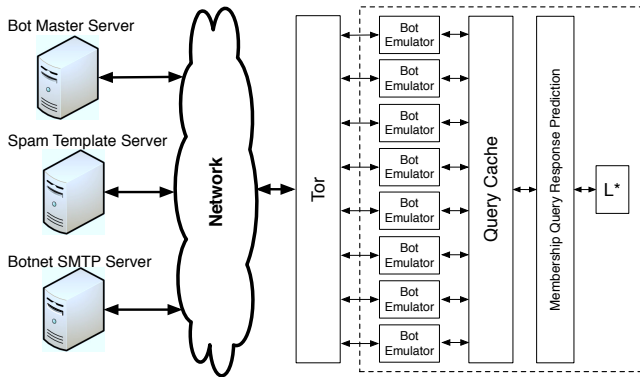 Bot Master Server
Spam Template Server
Botnet SMTP Server
Network
Tor
Bot
Emulator
Bot
Emulator
Bot
Emulator
Bot
Emulator
Bot
Emulator
Bot
Emulator
Bot
Emulator
Bot
Emulator
Query Cache
Membership Query Response Prediction
L*